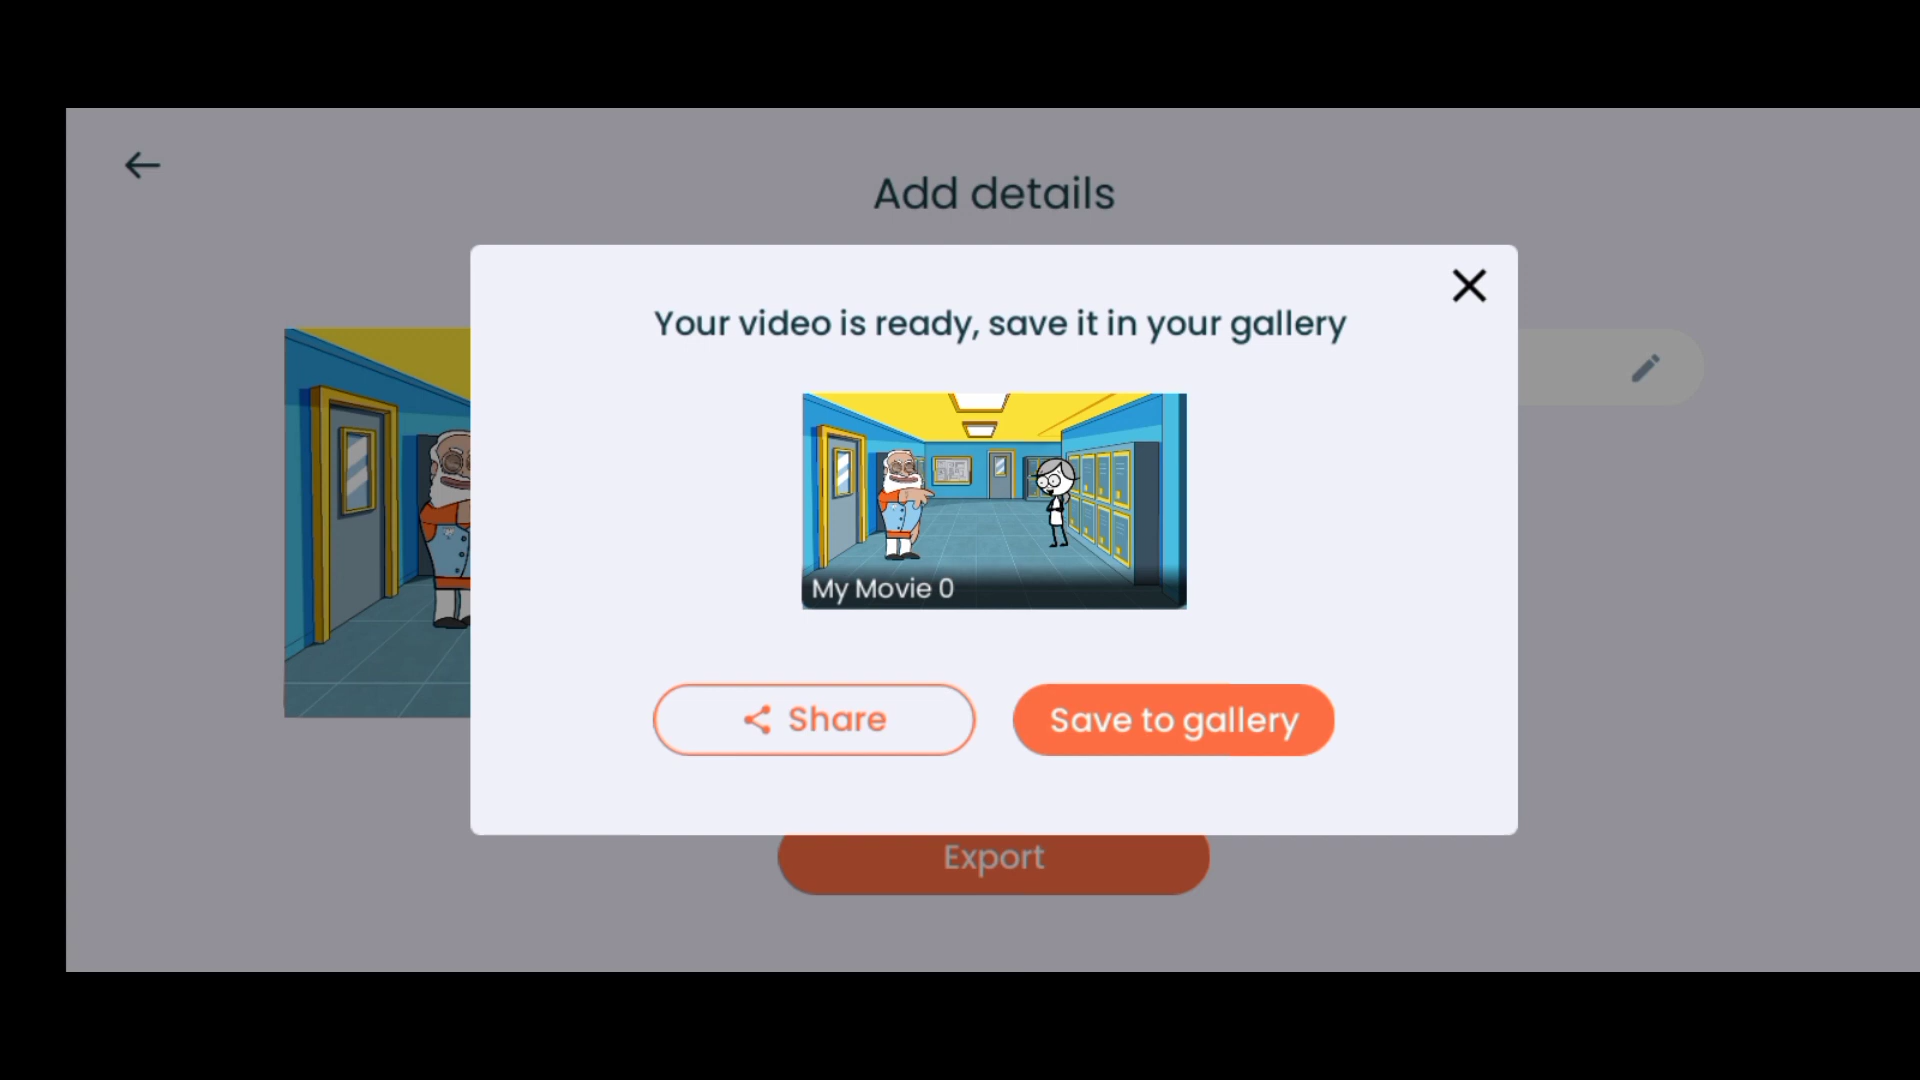 Add details
Your video is ready, save it in your gallery
My Movie 0
Share
Save to gallery
Export